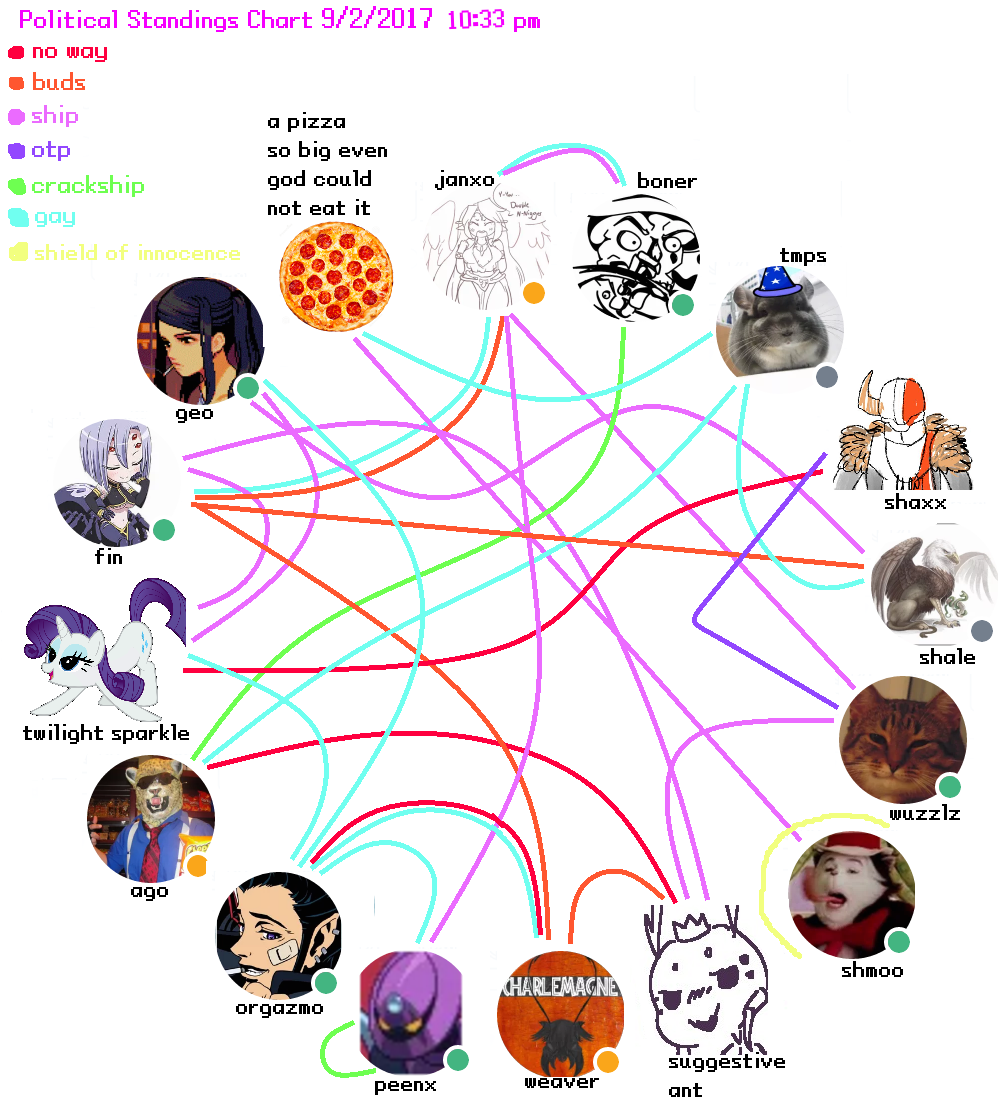 Political Standings Chart 9/2/2017 10:33 pm
no way
buds
ship
otp
crackship
gay
shield of innocence
a pizza
so big even
god could
not eat it
janxo
boner
tmps
geo
shaxx
fin
shale
twilight sparkle
wuzzlz
ago
shmoo
orgazmo
CHARLEMAGNE
peenx
weaver
suggestive
ant